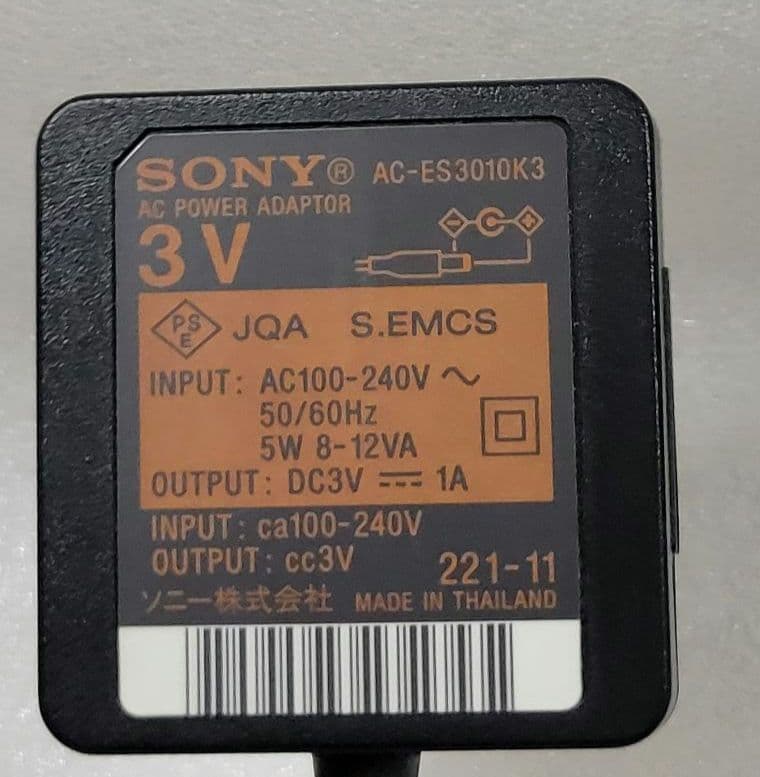 SONY® AC-ES3010K3
AC POWER ADAPTOR
3V
PSE JQA S.EMCS
INPUT: AC100-240V ~
50/60Hz
5W 8-12VA
OUTPUT: DC3V ⎓ 1A
INPUT: ca100-240V
OUTPUT: cc3V
221-11
ソニー株式会社 MADE IN THAILAND